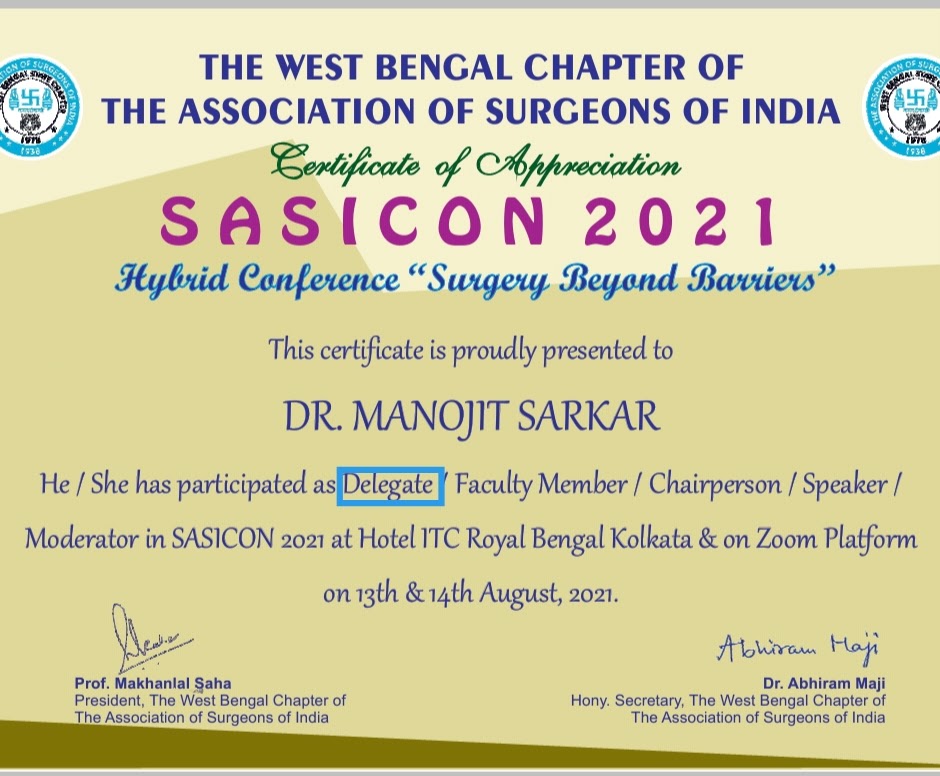 THE WEST BENGAL CHAPTER OF
THE ASSOCIATION OF SURGEONS OF INDIA
Certificate of Appreciation
SASICON 2021
Hybrid Conference “Surgery Beyond Barriers”
This certificate is proudly presented to
DR. MANOJIT SARKAR
He / She has participated as Delegate / Faculty Member / Chairperson / Speaker /
Moderator in SASICON 2021 at Hotel ITC Royal Bengal Kolkata & on Zoom Platform
on 13th & 14th August, 2021.
Abhiram Maji
Prof. Makhanlal Saha
President, The West Bengal Chapter of
The Association of Surgeons of India
Dr. Abhiram Maji
Hony. Secretary, The West Bengal Chapter of
The Association of Surgeons of India
1978
1938
1978
1938